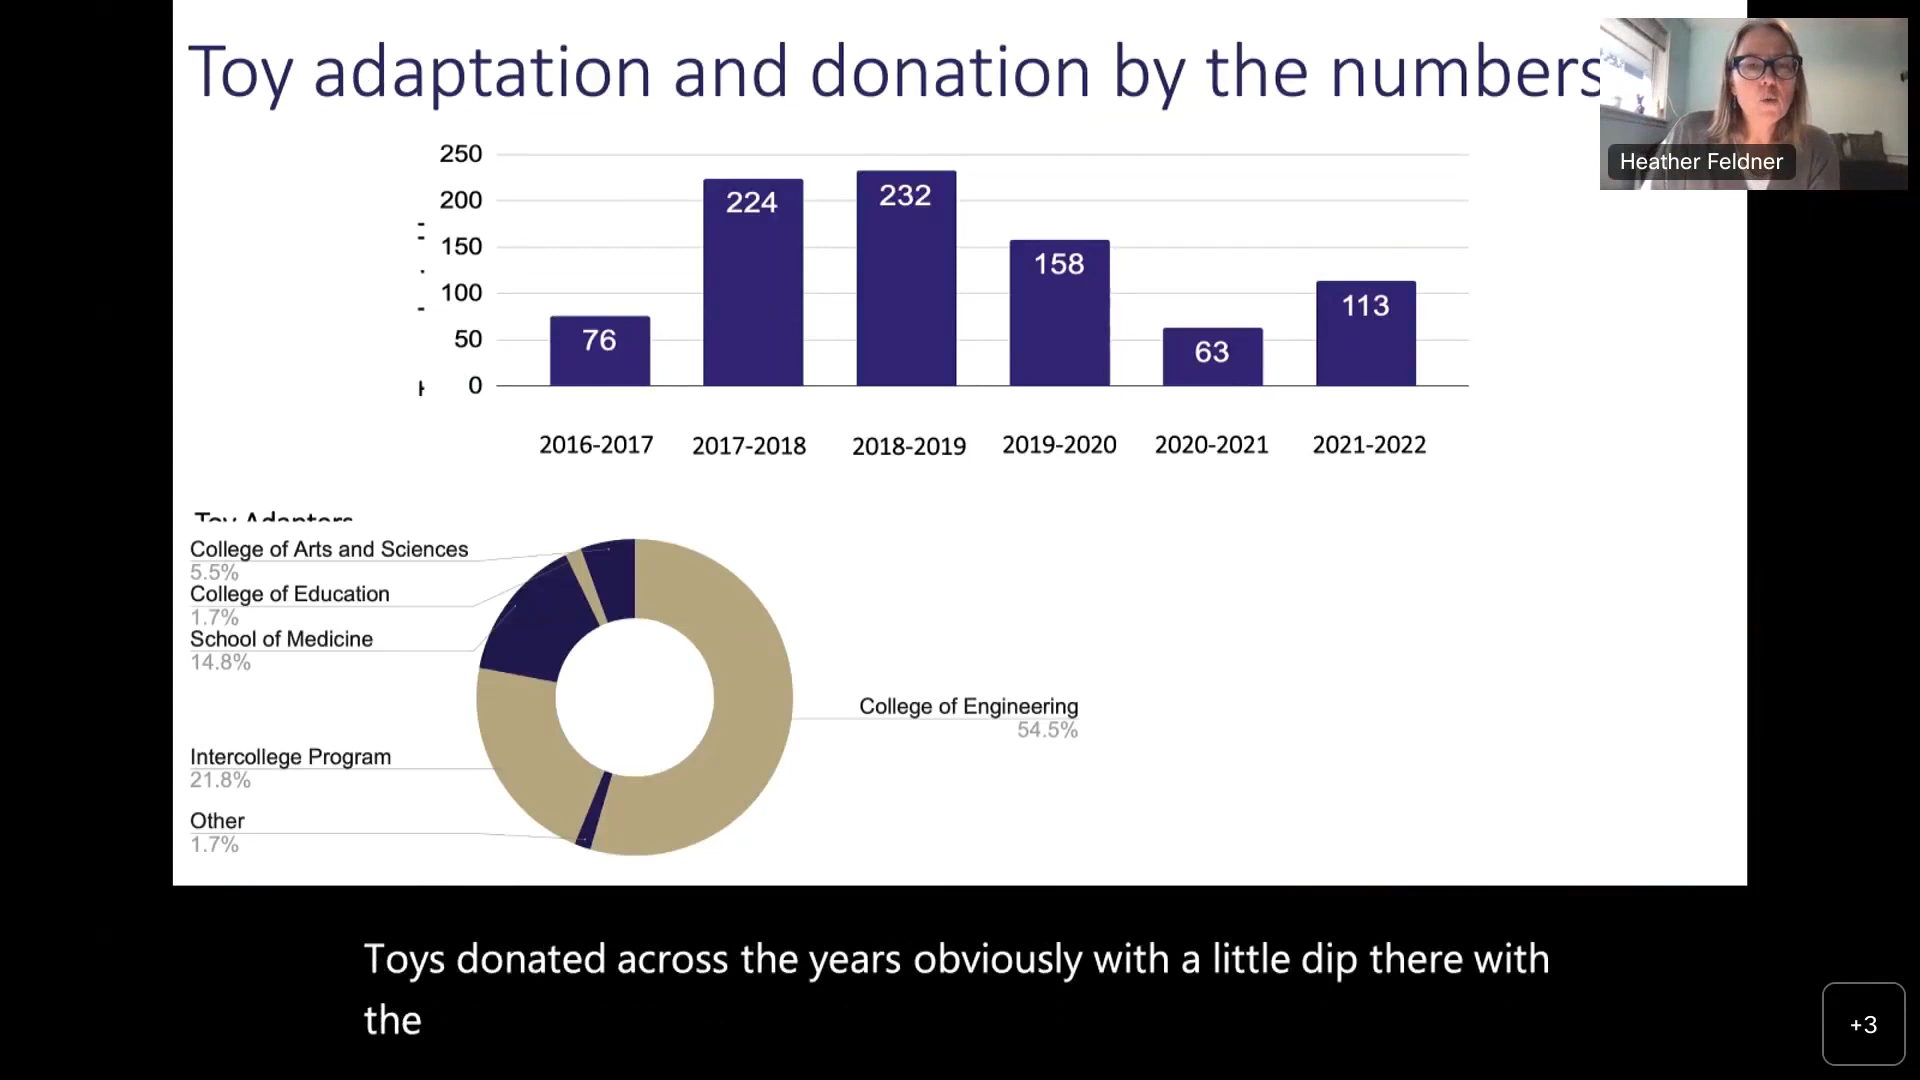 Toy adaptation and donation by the numbers
Heather Feldner
250
200
150
100
50
0
76
224
232
158
63
113
2016-2017
2017-2018
2018-2019
2019-2020
2020-2021
2021-2022
Toy Adaptors
College of Arts and Sciences
5.5%
College of Education
1.7%
School of Medicine
14.8%
Intercollege Program
21.8%
Other
1.7%
College of Engineering
54.5%
Toys donated across the years obviously with a little dip there with
the
+3